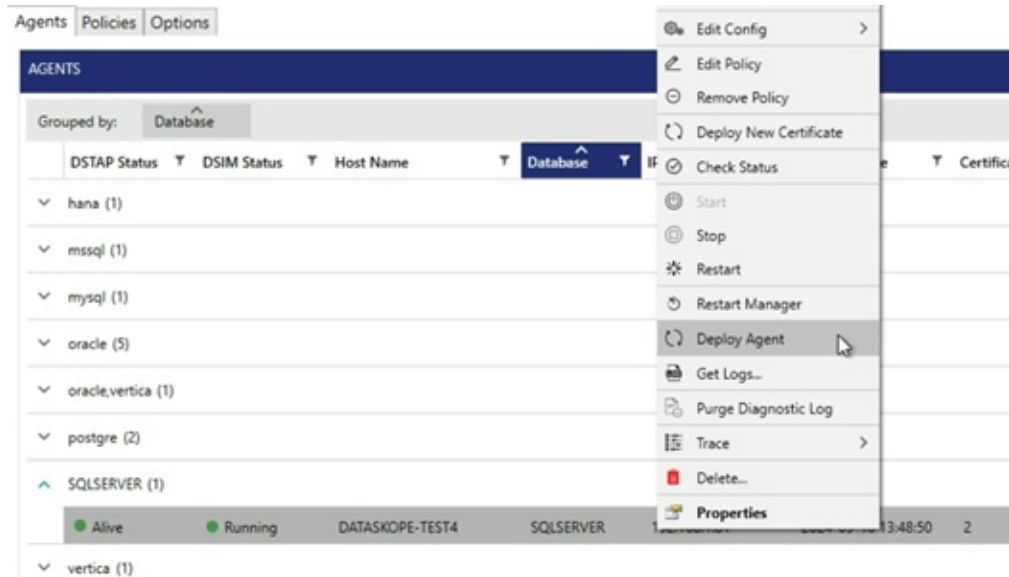 Agents Policies Options
AGENTS
Grouped by: Database
DSTAP Status DSIM Status Host Name Database
hana (1)
mssql (1)
mysql (1)
oracle (5)
oracle,vertica (1)
postgre (2)
SQLSERVER (1)
Alive Running DATASKOPE-TEST4 SQLSERVER 13:48:50 2
vertica (1)
Edit Config
Edit Policy
Remove Policy
Deploy New Certificate
Check Status
Start
Stop
Restart
Restart Manager
Deploy Agent
Get Logs...
Purge Diagnostic Log
Trace
Delete...
Properties